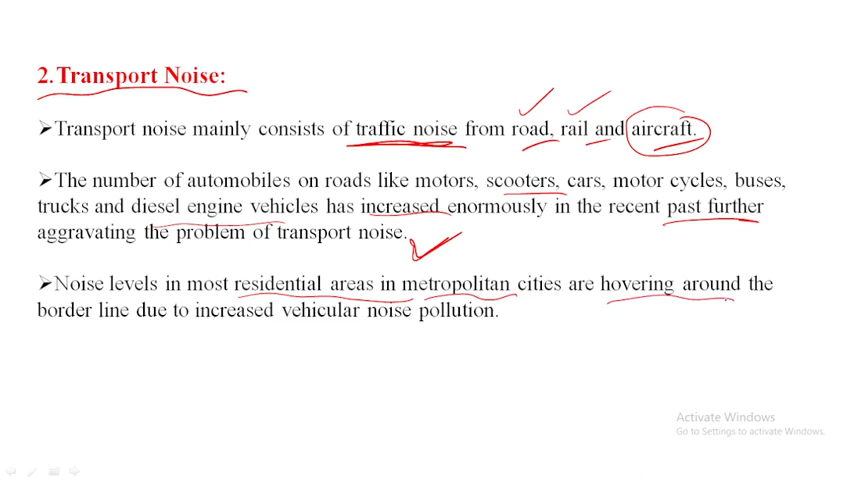 2.Transport Noise:
➢Transport noise mainly consists of traffic noise from road, rail and aircraft.
➢The number of automobiles on roads like motors, scooters, cars, motor cycles, buses,
trucks and diesel engine vehicles has increased enormously in the recent past further
aggravating the problem of transport noise.
➢Noise levels in most residential areas in metropolitan cities are hovering around the
border line due to increased vehicular noise pollution.
Activate Windows
Go to Settings to activate Windows.